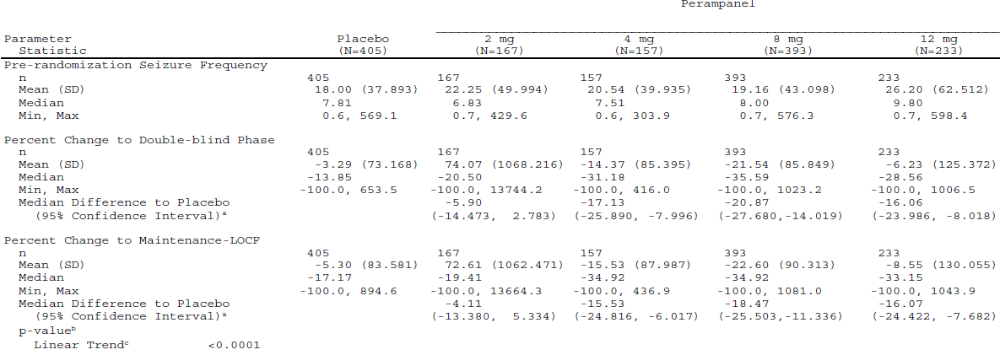 Perampanel
Parameter Placebo 2 mg 4 mg 8 mg 12 mg
Statistic (N=405) (N=167) (N=157) (N=393) (N=233)
Pre-randomization Seizure Frequency
n 405 167 157 393 233
Mean (SD) 18.00 (37.893) 22.25 (49.994) 20.54 (39.935) 19.16 (43.098) 26.20 (62.512)
Median 7.81 6.83 7.51 8.00 9.80
Min, Max 0.6, 569.1 0.7, 429.6 0.6, 303.9 0.7, 576.3 0.7, 598.4
Percent Change to Double-blind Phase
n 405 167 157 393 233
Mean (SD) -3.29 (73.168) 74.07 (1068.216) -14.37 (85.395) -21.54 (85.849) -6.23 (125.372)
Median -13.85 -20.50 -31.18 -35.59 -28.56
Min, Max -100.0, 653.5 -100.0, 13744.2 -100.0, 416.0 -100.0, 1023.2 -100.0, 1006.5
Median Difference to Placebo -5.90 -17.13 -20.87 -16.06
(95% Confidence Interval)ᵃ (-14.473, 2.783) (-25.890, -7.996) (-27.680,-14.019) (-23.986, -8.018)
Percent Change to Maintenance-LOCF
n 405 167 157 393 233
Mean (SD) -5.30 (83.581) 72.61 (1062.471) -15.53 (87.987) -22.60 (90.313) -8.55 (130.055)
Median -17.17 -19.41 -34.92 -34.92 -33.15
Min, Max -100.0, 894.6 -100.0, 13664.3 -100.0, 436.9 -100.0, 1081.0 -100.0, 1043.9
Median Difference to Placebo -4.11 -15.53 -18.47 -16.07
(95% Confidence Interval)ᵃ (-13.380, 5.334) (-24.816, -6.017) (-25.503,-11.336) (-24.422, -7.682)
p-valueᵇ
Linear Trendᶜ <0.0001